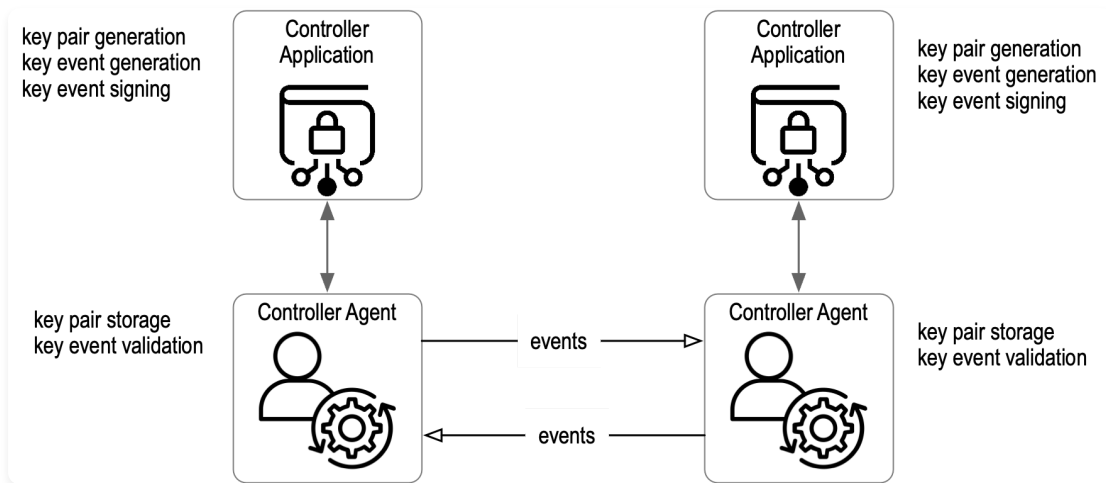 key pair generation
key event generation
key event signing
Controller
Application
Controller
Application
key pair generation
key event generation
key event signing
key pair storage
key event validation
Controller Agent
events
events
Controller Agent
key pair storage
key event validation